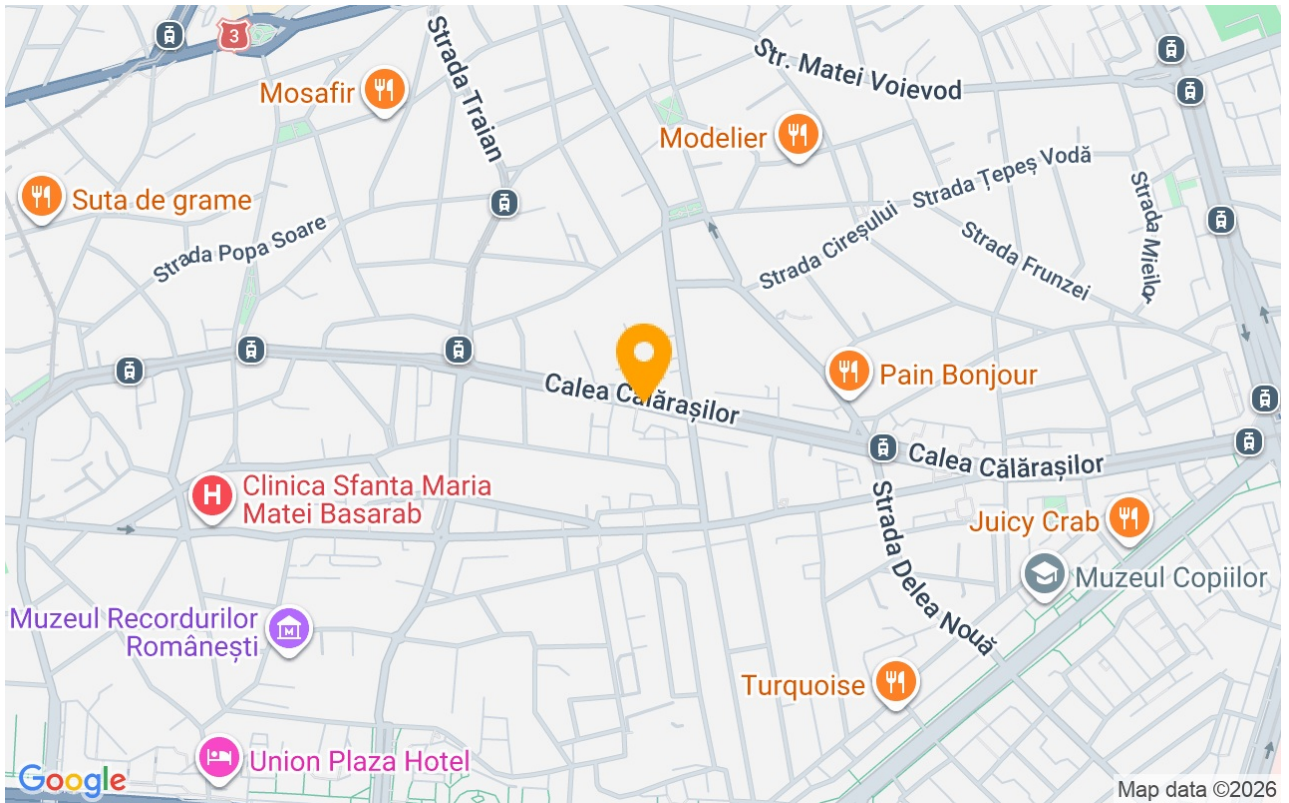 3
Strada Traian
Str. Matei Voievod
Mosafir
Modelier
Strada Țepeș Vodă
Suta de grame
Strada Mieilor
Strada Popa Soare
Strada Cireșului
Strada Frunzei
Calea Călărașilor
Pain Bonjour
Calea Călărașilor
H
Clinica Sfanta Maria
Matei Basarab
Strada Delea Nouă
Juicy Crab
Muzeul Copiilor
Muzeul Recordurilor
Românești
M
Turquoise
Union Plaza Hotel
Google
Map data ©2026